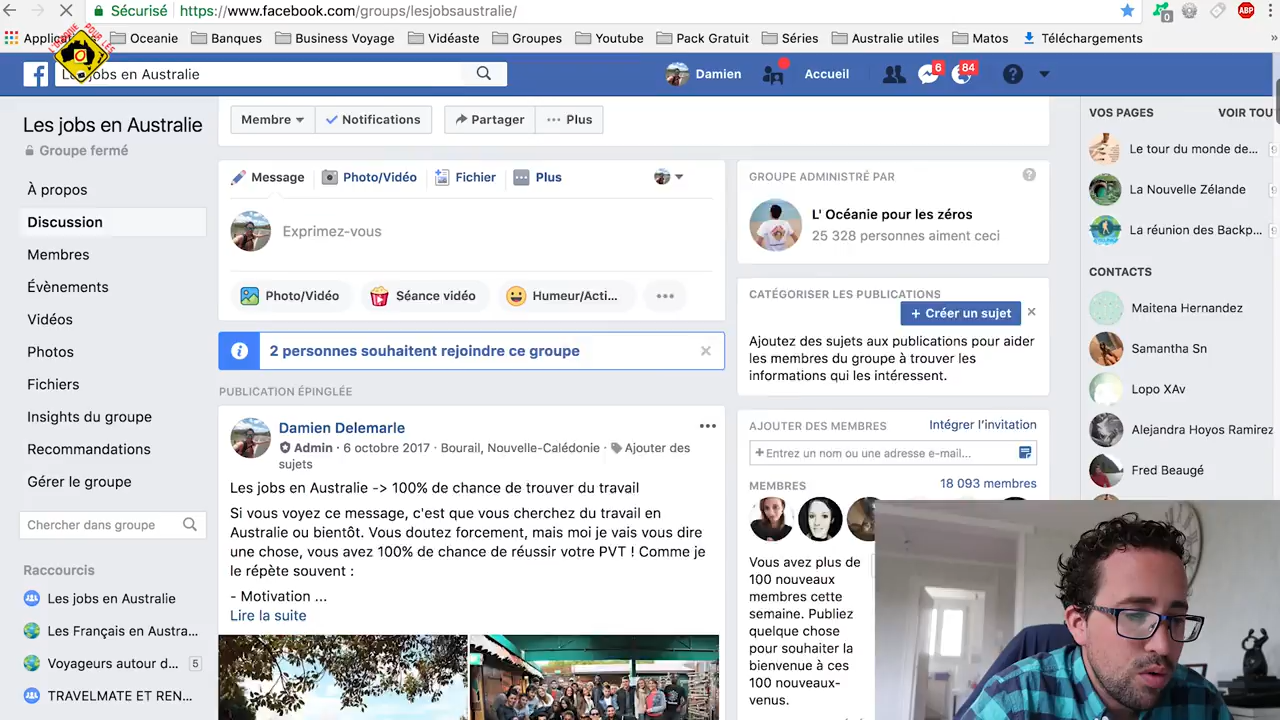 Sécurisé https://www.facebook.com/groups/lesjobsaustralie/
0
ABP
Oceanie
Banques
Business Voyage
Vidéaste
Groupes
Youtube
Pack Gratuit
Séries
Australie utiles
Matos
Téléchargements
»
jobs en Australie
Damien
Accueil
6
84
Les jobs en Australie
Groupe fermé
À propos
Discussion
Membres
Évènements
Vidéos
Photos
Fichiers
Insights du groupe
Recommandations
Gérer le groupe
Chercher dans groupe
Raccourcis
Les jobs en Australie
Les Français en Austra...
Voyageurs autour d... 5
TRAVELMATE ET REN...
Membre
Notifications
Partager
Plus
Message
Photo/Vidéo
Fichier
Plus
Exprimez-vous
Photo/Vidéo
Séance vidéo
Humeur/Acti...
2 personnes souhaitent rejoindre ce groupe
PUBLICATION ÉPINGLÉE
Damien Delemarle
Admin · 6 octobre 2017 · Bourail, Nouvelle-Calédonie · Ajouter des
sujets
Les jobs en Australie -> 100% de chance de trouver du travail
Si vous voyez ce message, c'est que vous cherchez du travail en
Australie ou bientôt. Vous doutez forcement, mais moi je vais vous dire
une chose, vous avez 100% de chance de réussir votre PVT ! Comme je
le répète souvent :
- Motivation ...
Lire la suite
GROUPE ADMINISTRÉ PAR
L' Océanie pour les zéros
25 328 personnes aiment ceci
CATÉGORISER LES PUBLICATIONS
+ Créer un sujet
Ajoutez des sujets aux publications pour aider
les membres du groupe à trouver les
informations qui les intéressent.
AJOUTER DES MEMBRES
Intégrer l'invitation
+ Entrez un nom ou une adresse e-mail...
MEMBRES
18 093 membres
Vous avez plus de
100 nouveaux
membres cette
semaine. Publiez
quelque chose
pour souhaiter la
bienvenue à ces
100 nouveaux-
venus.
VOS PAGES
VOIR TOU
Le tour du monde de...
La Nouvelle Zélande
La réunion des Backp...
CONTACTS
Maitena Hernandez
Samantha Sn
Lopo XAv
Alejandra Hoyos Ramirez
Fred Beaugé